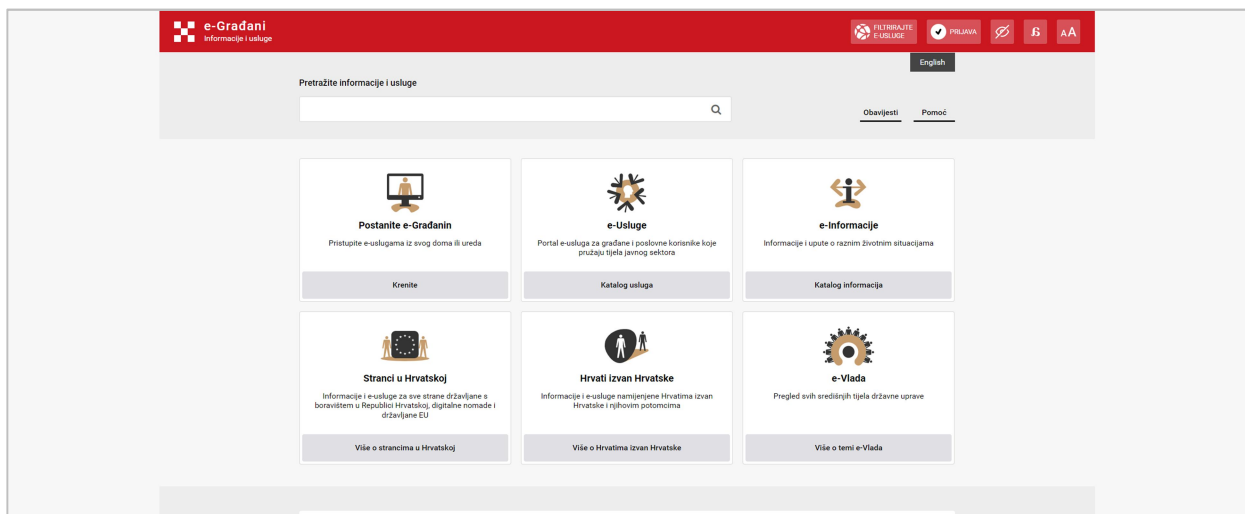 e-Građani
Informacije i usluge
FILTRIRAJTE
E-USLUGE
PRIJAVA
AA
English
Pretražite informacije i usluge
Obavijesti
Pomoć
Postanite e-Građanin
Pristupite e-uslugama iz svog doma ili ureda
Krenite
e-Usluge
Portal e-usluga za građane i poslovne korisnike koje
pružaju tijela javnog sektora
Katalog usluga
e-Informacije
Informacije i upute o raznim životnim situacijama
Katalog informacija
Stranci u Hrvatskoj
Informacije i e-usluge za sve strane državljane s
boravištem u Republici Hrvatskoj, digitalne nomade i
državljane EU
Više o strancima u Hrvatskoj
Hrvati izvan Hrvatske
Informacije i e-usluge namijenjene Hrvatima izvan
Hrvatske i njihovim potomcima
Više o Hrvatima izvan Hrvatske
e-Vlada
Pregled svih središnjih tijela državne uprave
Više o temi e-Vlada